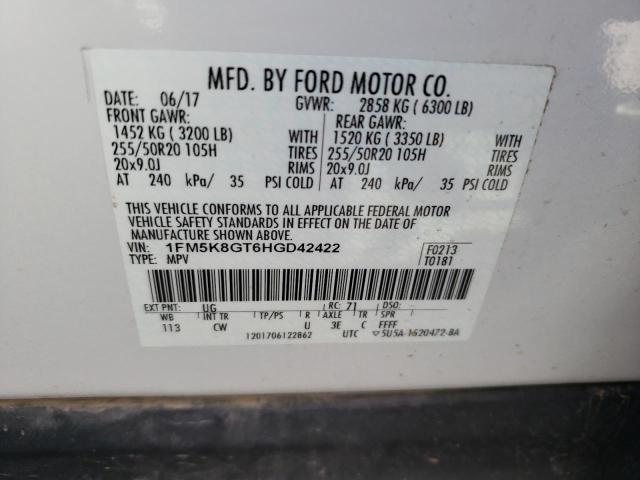 MFD. BY FORD MOTOR CO.
DATE: 06/17 GVWR: 2858 KG ( 6300 LB)
FRONT GAWR: REAR GAWR:
1452 KG ( 3200 LB) WITH 1520 KG ( 3350 LB) WITH
255/50R20 105H TIRES 255/50R20 105H TIRES
20x9.0J RIMS 20x9.0J RIMS
AT 240 kPa/ 35 PSI COLD AT 240 kPa/ 35 PSI COLD
THIS VEHICLE CONFORMS TO ALL APPLICABLE FEDERAL MOTOR
VEHICLE SAFETY STANDARDS IN EFFECT ON THE DATE OF
MANUFACTURE SHOWN ABOVE.
VIN: 1FM5K8GT6HGD42422 F0213
TYPE: MPV T0181
EXT PNT: UG RC: 71 DSO:
WB INT TR TP/PS R AXLE TR SPR
113 CW U 3E C FFFF
1201706122862 UTC 5U5A-1520472-BA